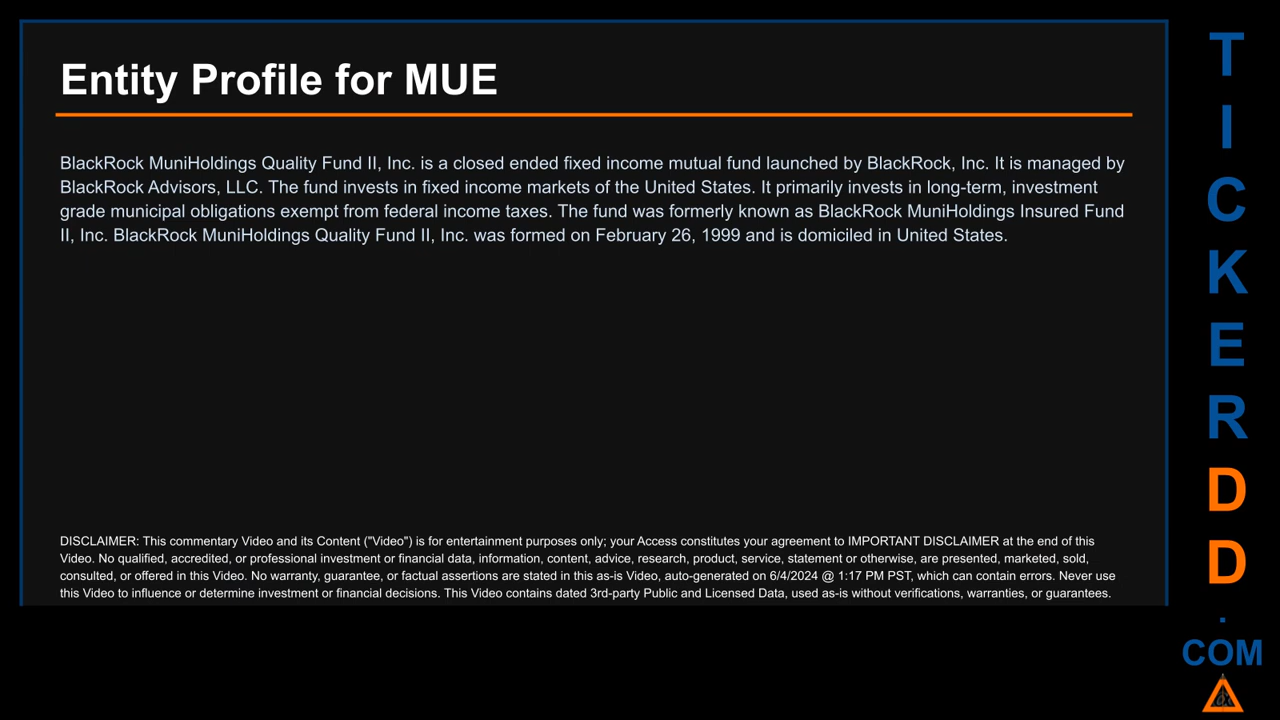 Entity Profile for MUE
BlackRock MuniHoldings Quality Fund II, Inc. is a closed ended fixed income mutual fund launched by BlackRock, Inc. It is managed by
BlackRock Advisors, LLC. The fund invests in fixed income markets of the United States. It primarily invests in long-term, investment
grade municipal obligations exempt from federal income taxes. The fund was formerly known as BlackRock MuniHoldings Insured Fund
II, Inc. BlackRock MuniHoldings Quality Fund II, Inc. was formed on February 26, 1999 and is domiciled in United States.
DISCLAIMER: This commentary Video and its Content ("Video") is for entertainment purposes only; your Access constitutes your agreement to IMPORTANT DISCLAIMER at the end of this
Video. No qualified, accredited, or professional investment or financial data, information, content, advice, research, product, service, statement or otherwise, are presented, marketed, sold,
consulted, or offered in this Video. No warranty, guarantee, or factual assertions are stated in this as-is Video, auto-generated on 6/4/2024 @ 1:17 PM PST, which can contain errors. Never use
this Video to influence or determine investment or financial decisions. This Video contains dated 3rd-party Public and Licensed Data, used as-is without verifications, warranties, or guarantees.
T
I
C
K
E
R
D
D
.
COM